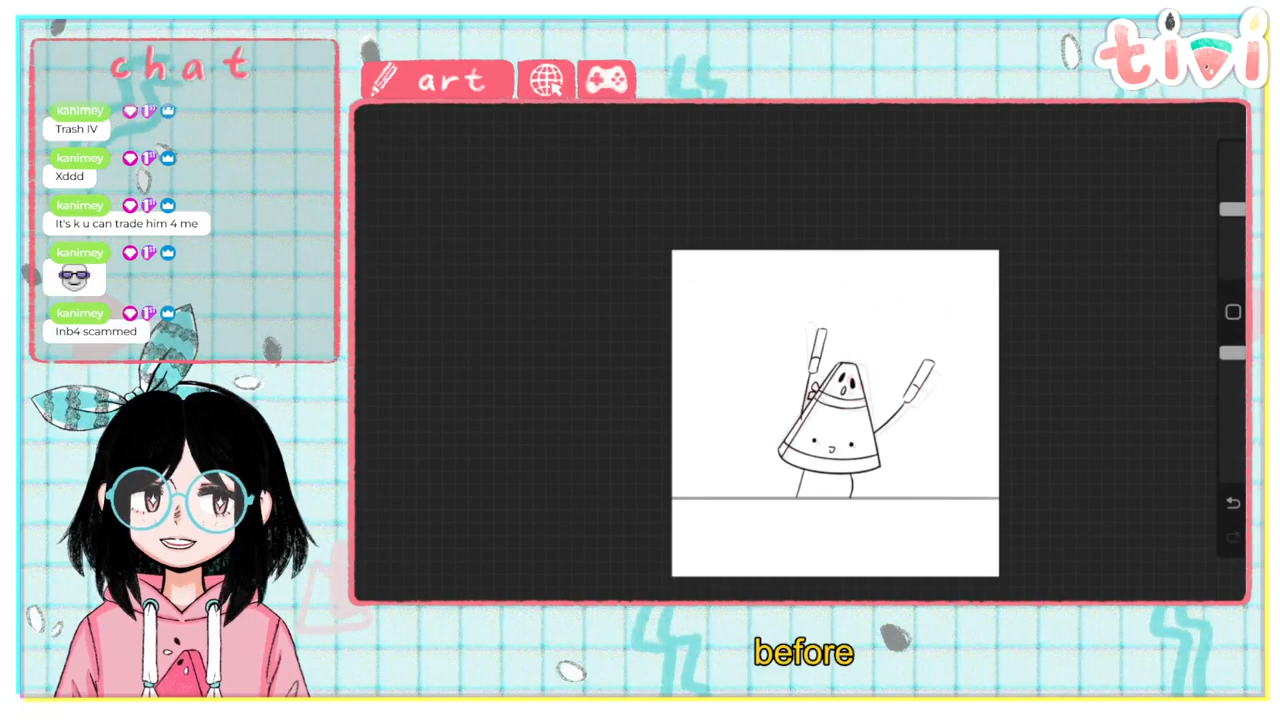 chat
kanimey
Trash IV
kanimey
Xddd
kanimey
It's k u can trade him 4 me
kanimey
kanimey
Inb4 scammed
art
tivi
before